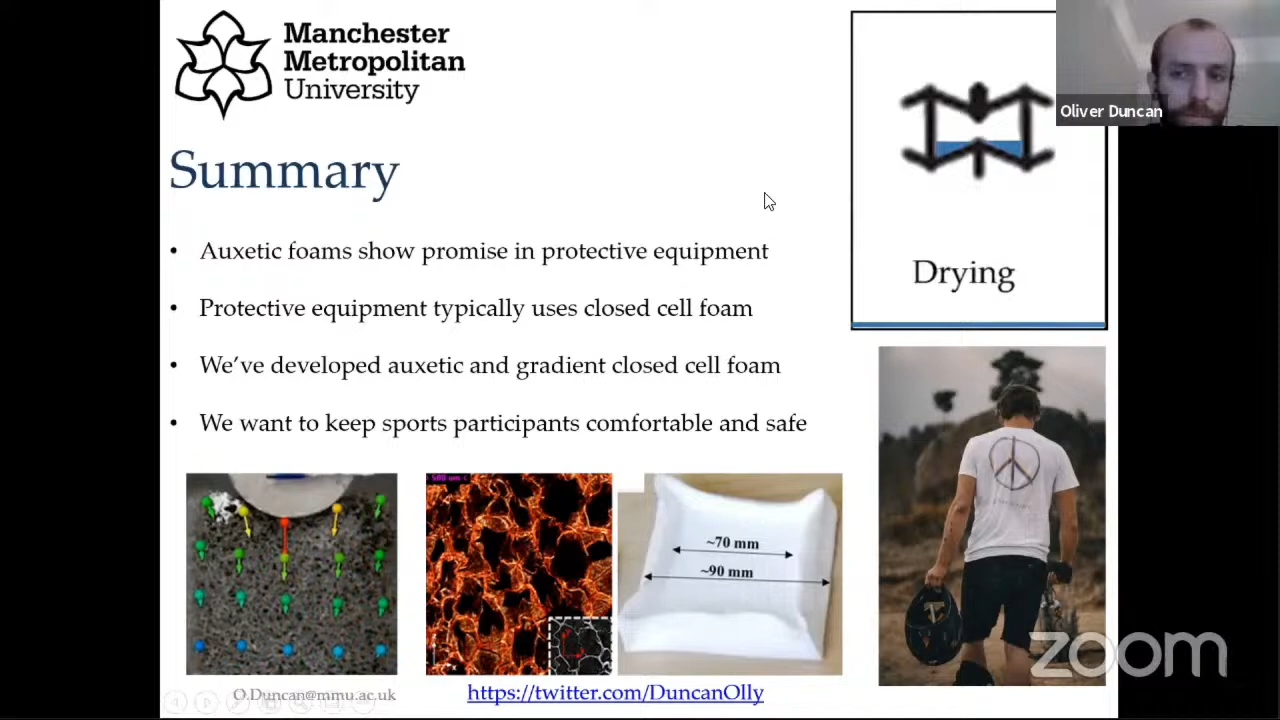 Manchester
Metropolitan
University
Oliver Duncan
Summary
Drying
• Auxetic foams show promise in protective equipment
• Protective equipment typically uses closed cell foam
• We’ve developed auxetic and gradient closed cell foam
• We want to keep sports participants comfortable and safe
~70 mm
~90 mm
zoom
O.Duncan@mmu.ac.uk
https://twitter.com/DuncanOlly